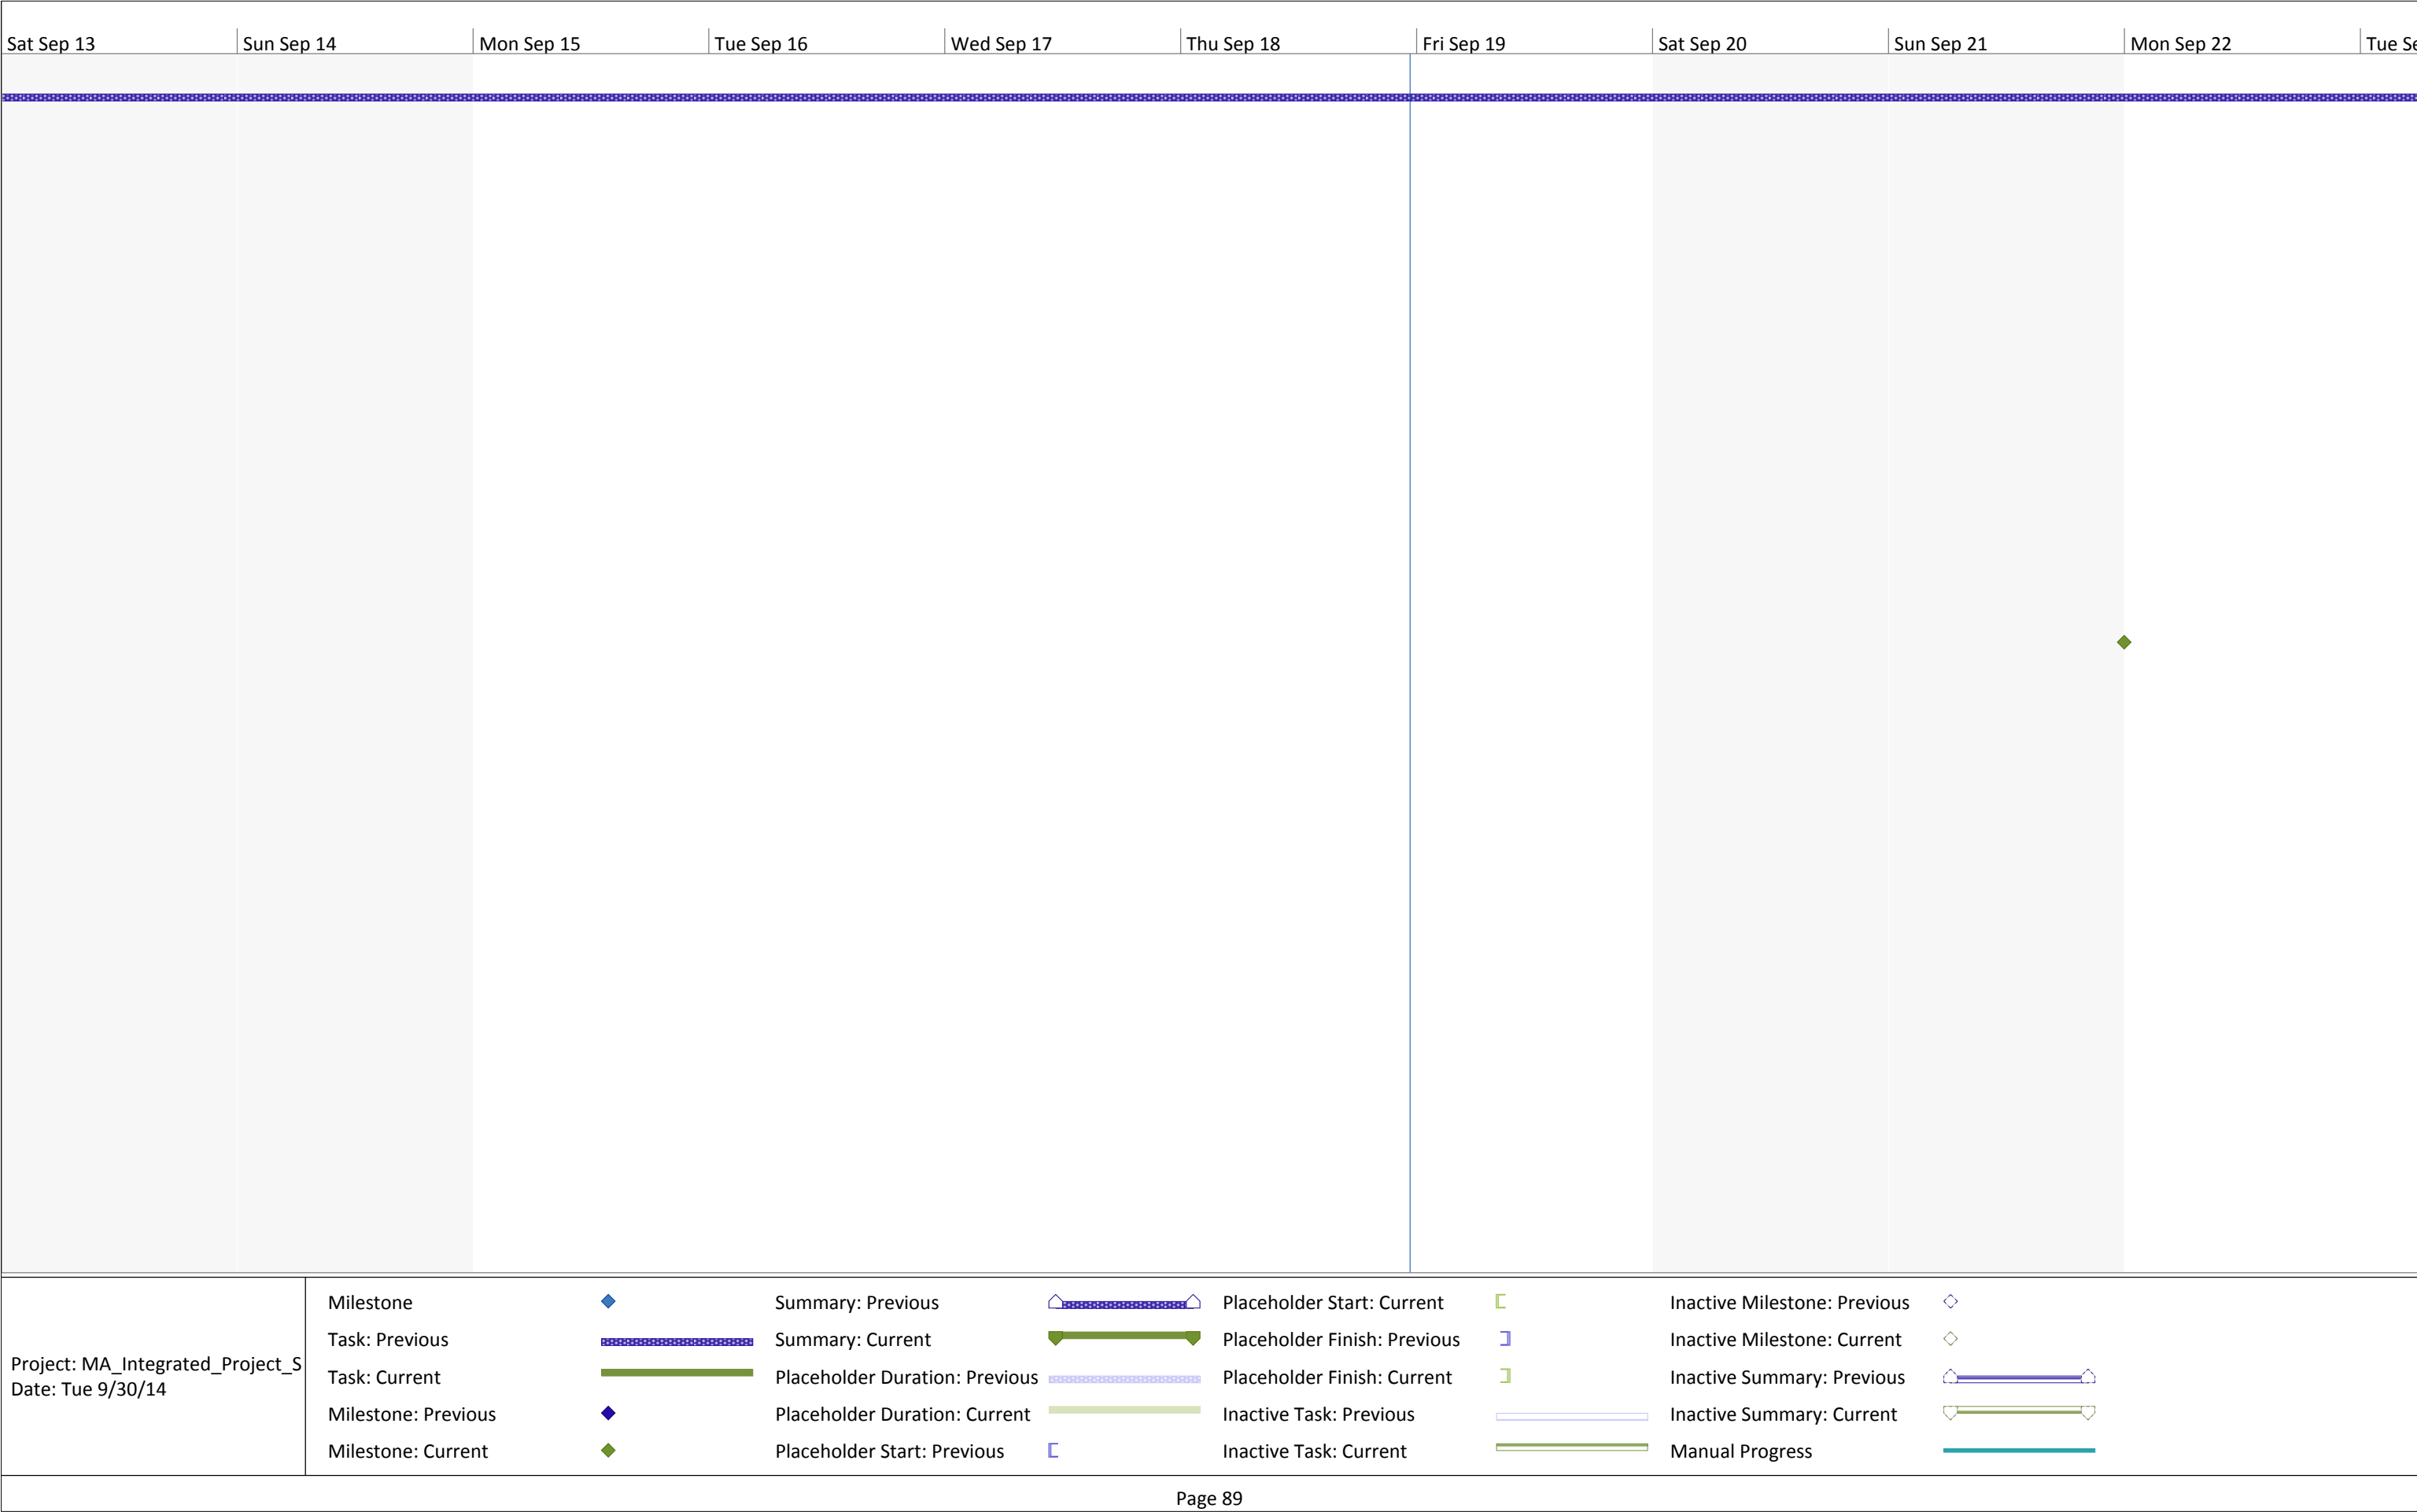 Sat Sep 13 Sun Sep 14 Mon Sep 15 Tue Sep 16 Wed Sep 17 Thu Sep 18 Fri Sep 19 Sat Sep 20 Sun Sep 21 Mon Sep 22 Tue Se
Project: MA_Integrated_Project_S
Date: Tue 9/30/14
Milestone
Task: Previous
Task: Current
Milestone: Previous
Milestone: Current
Summary: Previous
Summary: Current
Placeholder Duration: Previous
Placeholder Duration: Current
Placeholder Start: Previous
Placeholder Start: Current
Placeholder Finish: Previous
Placeholder Finish: Current
Inactive Task: Previous
Inactive Task: Current
Inactive Milestone: Previous
Inactive Milestone: Current
Inactive Summary: Previous
Inactive Summary: Current
Manual Progress
Page 89